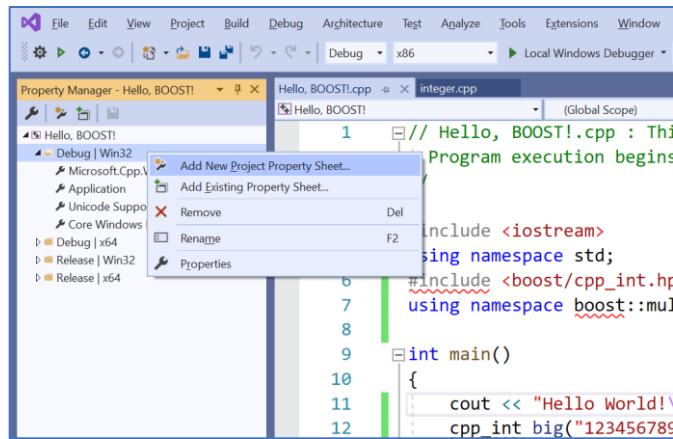 File Edit View Project Build Debug Architecture Test Analyze Tools Extensions Window
Debug x86 Local Windows Debugger
Property Manager - Hello, BOOST!
Hello, BOOST!.cpp integer.cpp
Hello, BOOST! (Global Scope)
Hello, BOOST!
Debug | Win32
Microsoft.Cpp.
Application
Unicode Suppo
Core Windows
Debug | x64
Release | Win32
Release | x64
Add New Project Property Sheet...
Add Existing Property Sheet...
Remove Del
Rename F2
Properties
1 // Hello, BOOST!.cpp : Thi
Program execution begins
include <iostream>
sing namespace std;
6 #include <boost/cpp_int.hp
7 using namespace boost::mul
8
9 int main()
10 {
11 cout << "Hello World!\
12 cpp_int big("123456789